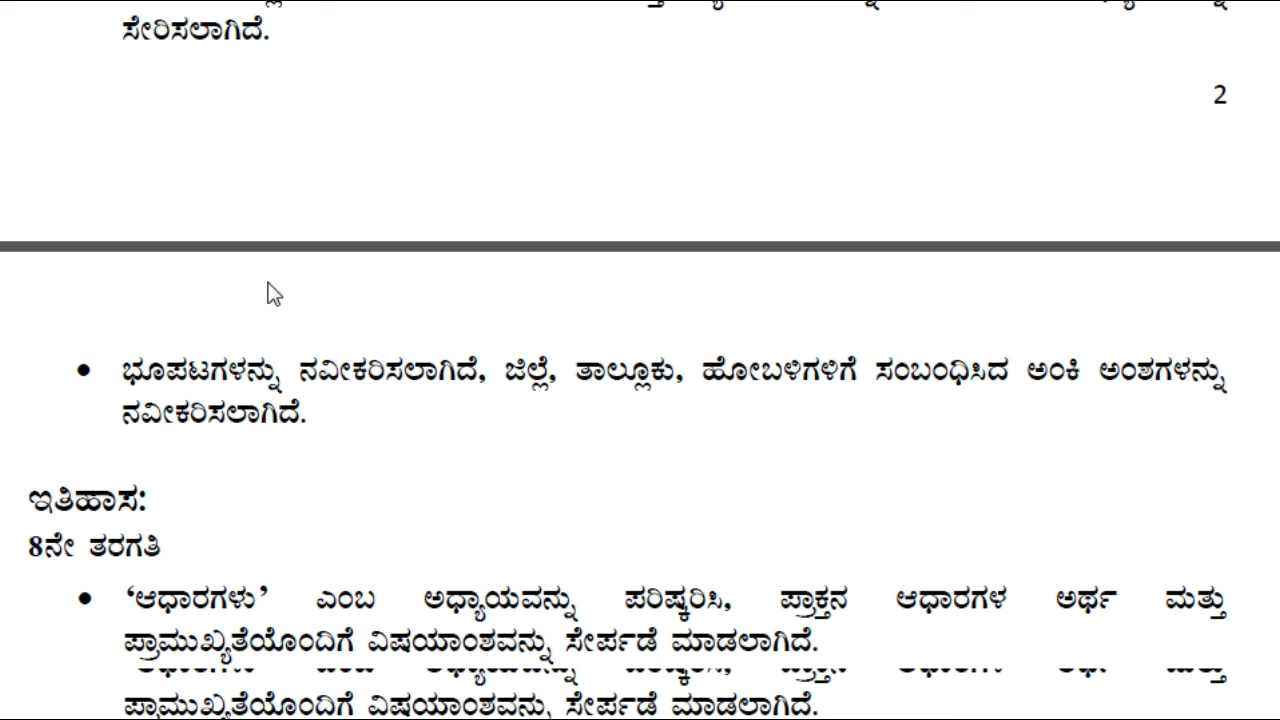 ಸೇರಿಸಲಾಗಿದೆ.
2
• ಭೂಪಟಗಳನ್ನು ನವೀಕರಿಸಲಾಗಿದೆ, ಜಿಲ್ಲೆ, ತಾಲ್ಲೂಕು, ಹೋಬಳಿಗಳಿಗೆ ಸಂಬಂಧಿಸಿದ ಅಂಕಿ ಅಂಶಗಳನ್ನು
ನವೀಕರಿಸಲಾಗಿದೆ.
ಇತಿಹಾಸ:
8ನೇ ತರಗತಿ
• ‘ಆಧಾರಗಳು’ ಎಂಬ ಅಧ್ಯಾಯವನ್ನು ಪರಿಷ್ಕರಿಸಿ, ಪ್ರಾಕ್ತನ ಆಧಾರಗಳ ಅರ್ಥ ಮತ್ತು
ಪ್ರಾಮುಖ್ಯತೆಯೊಂದಿಗೆ ವಿಷಯಾಂಶವನ್ನು ಸೇರ್ಪಡೆ ಮಾಡಲಾಗಿದೆ.
ಪ್ರಾಮುಖ್ಯತೆಯೊಂದಿಗೆ ವಿಷಯಾಂಶವನ್ನು ಸೇರ್ಪಡೆ ಮಾಡಲಾಗಿದೆ.